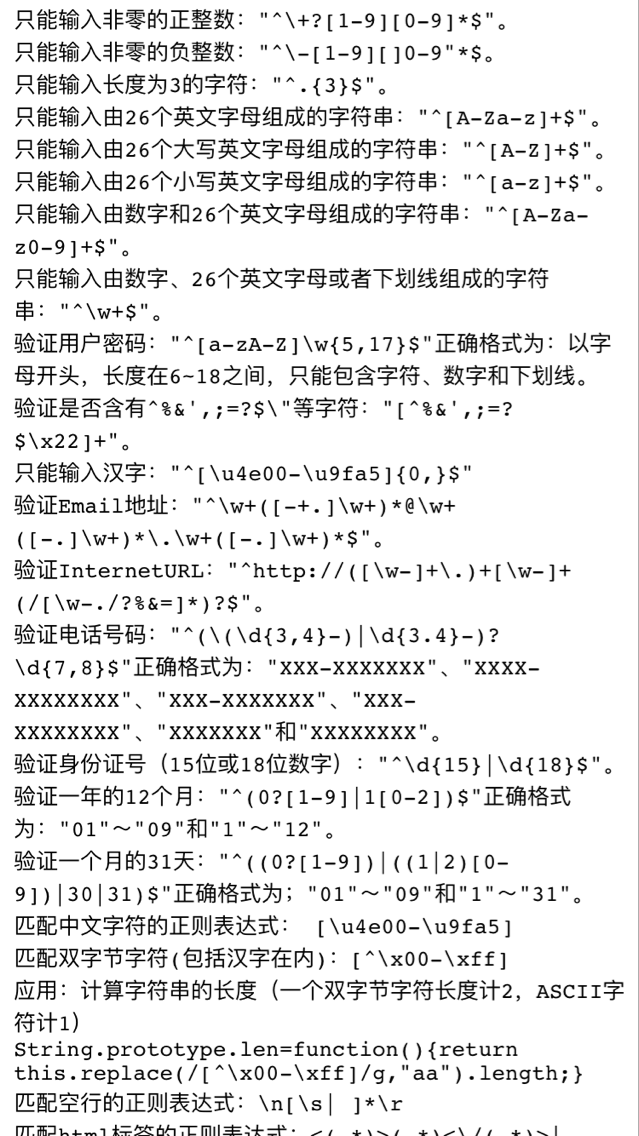 只能输入非零的正整数："^\+?[1-9][0-9]*$"。
只能输入非零的负整数："^\-[1-9][]0-9"*$。
只能输入长度为3的字符："^.{3}$"。
只能输入由26个英文字母组成的字符串："^[A-Za-z]+$"。
只能输入由26个大写英文字母组成的字符串："^[A-Z]+$"。
只能输入由26个小写英文字母组成的字符串："^[a-z]+$"。
只能输入由数字和26个英文字母组成的字符串："^[A-Za-
z0-9]+$"。
只能输入由数字、26个英文字母或者下划线组成的字符
串："^\w+$"。
验证用户密码："^[a-zA-Z]\w{5,17}$"正确格式为：以字
母开头，长度在6~18之间，只能包含字符、数字和下划线。
验证是否含有^%&',;=?$\"等字符："[^%&',;=?
$\x22]+"。
只能输入汉字："^[\u4e00-\u9fa5]{0,}$"
验证Email地址："^\w+([-+.]\w+)*@\w+
([-.]\w+)*\.\w+([-.]\w+)*$"。
验证InternetURL："^http://([\w-]+\.)+[\w-]+
(/[\w-./?%&=]*)?$"。
验证电话号码："^(\(\d{3,4}-)|\d{3.4}-)?
\d{7,8}$"正确格式为："XXX-XXXXXXX"、"XXXX-
XXXXXXXX"、"XXX-XXXXXXX"、"XXX-
XXXXXXXX"、"XXXXXXX"和"XXXXXXXX"。
验证身份证号（15位或18位数字）："^\d{15}|\d{18}$"。
验证一年的12个月："^(0?[1-9]|1[0-2])$"正确格式
为："01"～"09"和"1"～"12"。
验证一个月的31天："^((0?[1-9])|((1|2)[0-
9])|30|31)$"正确格式为；"01"～"09"和"1"～"31"。
匹配中文字符的正则表达式： [\u4e00-\u9fa5]
匹配双字节字符(包括汉字在内)：[^\x00-\xff]
应用：计算字符串的长度（一个双字节字符长度计2，ASCII字
符计1）
String.prototype.len=function(){return
this.replace(/[^\x00-\xff]/g,"aa").length;}
匹配空行的正则表达式：\n[\s| ]*\r
匹配html标签的正则表达式：<(.*)>(.*)<\/(.*)>|